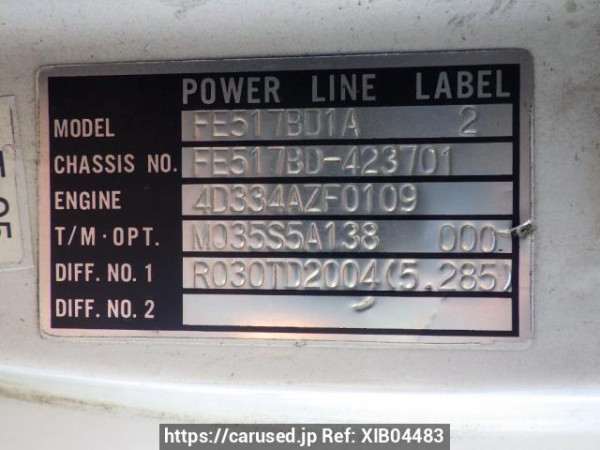 POWER LINE LABEL
MODEL FE517BD1A 2
CHASSIS NO. FE517BD-423701
ENGINE 4D334AZF0109
T/M·OPT. M035S5A138 000
DIFF. NO. 1 R030TD2004(5.285)
DIFF. NO. 2
https://carused.jp Ref: XIB04483